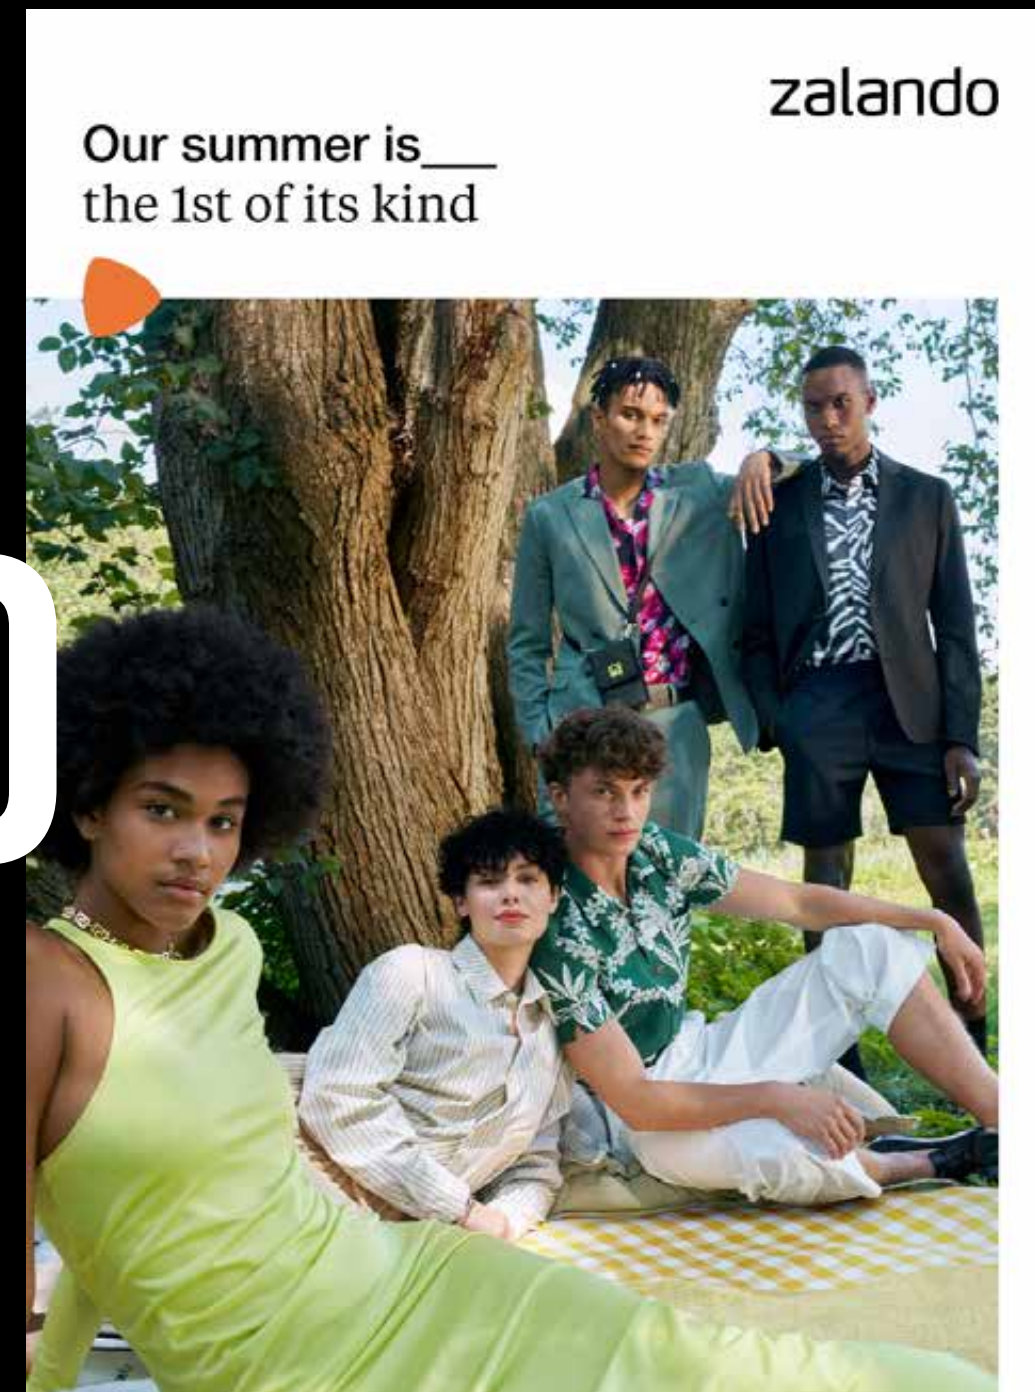 zalando
Our summer is___
the 1st of its kind